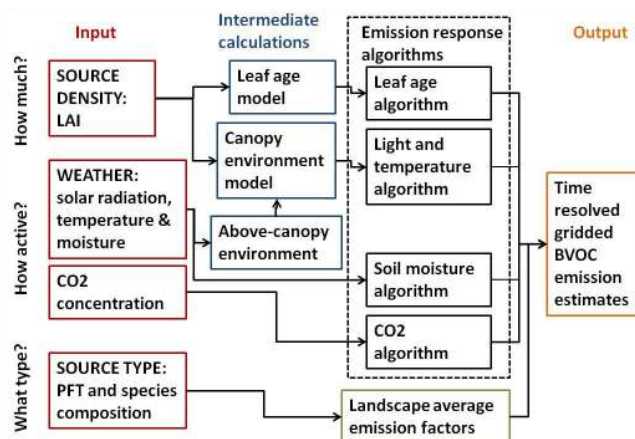 Input
Intermediate
calculations
Emission response
algorithms
Output
How much?
SOURCE
DENSITY:
LAI
Leaf age
model
Leaf age
algorithm
Canopy
environment
model
Light and
temperature
algorithm
How active?
WEATHER:
solar radiation,
temperature &
moisture
Above-canopy
environment
Soil moisture
algorithm
Time
resolved
gridded
BVOC
emission
estimates
CO2
concentration
CO2
algorithm
What type?
SOURCE TYPE:
PFT and species
composition
Landscape average
emission factors